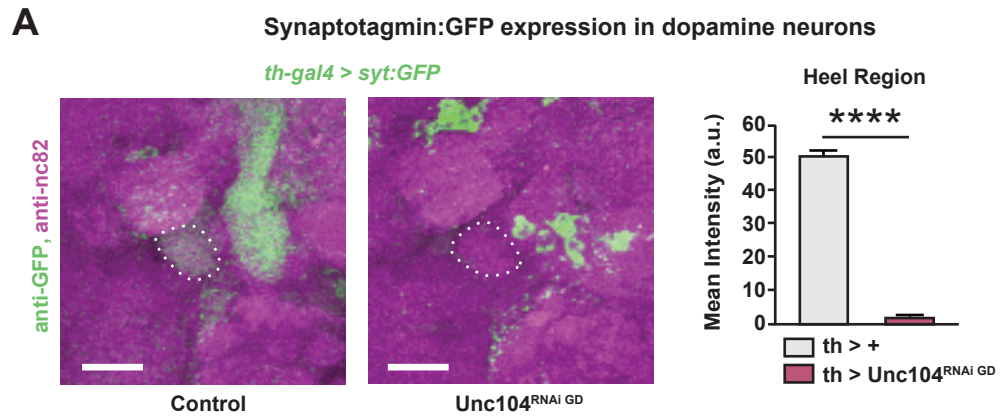 A
Synaptotagmin:GFP expression in dopamine neurons
th-gal4 > syt:GFP
anti-GFP, anti-nc82
Control
Unc104RNAi GD
Heel Region
****
Mean Intensity (a.u.)
60
50
40
30
20
10
0
th > +
th > Unc104RNAi GD